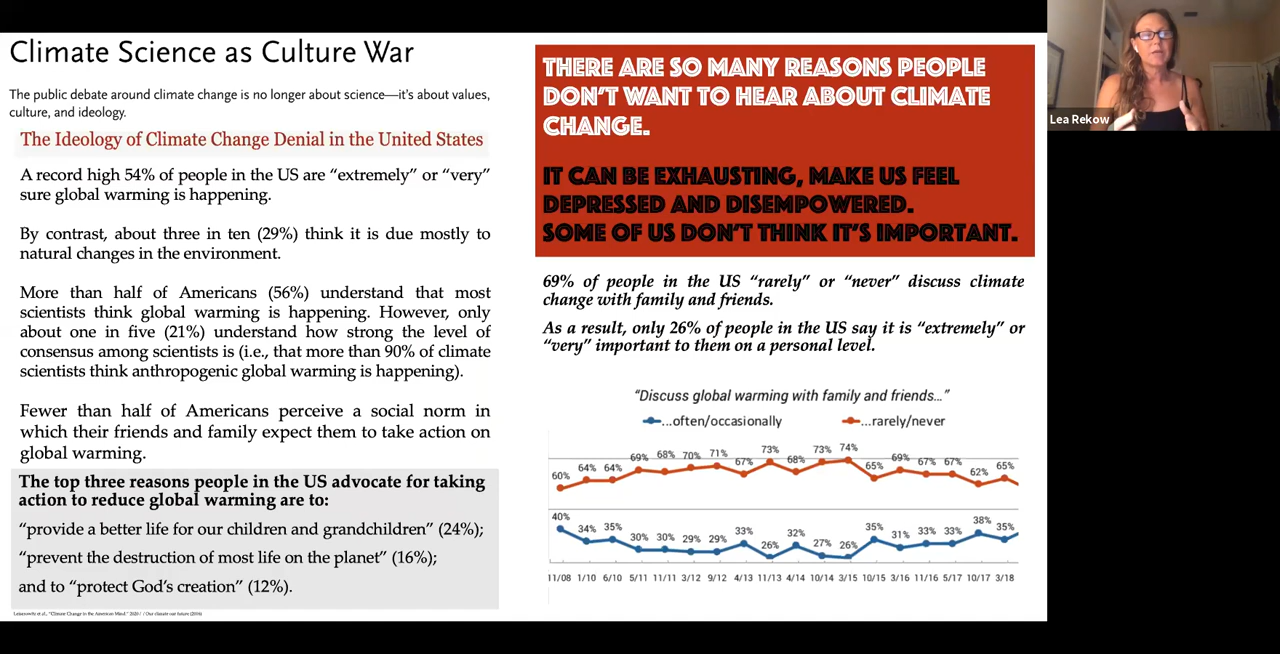 Climate Science as Culture War
The public debate around climate change is no longer about science—it's about values,
culture, and ideology.
The Ideology of Climate Change Denial in the United States
A record high 54% of people in the US are “extremely” or “very”
sure global warming is happening.
By contrast, about three in ten (29%) think it is due mostly to
natural changes in the environment.
More than half of Americans (56%) understand that most
scientists think global warming is happening. However, only
about one in five (21%) understand how strong the level of
consensus among scientists is (i.e., that more than 90% of climate
scientists think anthropogenic global warming is happening).
Fewer than half of Americans perceive a social norm in
which their friends and family expect them to take action on
global warming.
The top three reasons people in the US advocate for taking
action to reduce global warming are to:
“provide a better life for our children and grandchildren” (24%);
“prevent the destruction of most life on the planet” (16%);
and to “protect God's creation” (12%).
et al., "Climate Change in the American Mind." 2020 / / Our climate our future (2016)
THERE ARE SO MANY REASONS PEOPLE
DON'T WANT TO HEAR ABOUT CLIMATE
CHANGE.
IT CAN BE EXHAUSTING, MAKE US FEEL
DEPRESSED AND DISEMPOWERED.
SOME OF US DON'T THINK IT'S IMPORTANT.
69% of people in the US “rarely” or “never” discuss climate
change with family and friends.
As a result, only 26% of people in the US say it is “extremely” or
“very” important to them on a personal level.
“Discuss global warming with family and friends…”
...often/occasionally ...rarely/never
60% 64% 64% 69% 68% 70% 71% 67% 73% 68% 73% 74% 65% 69% 67% 67% 62% 65%
40% 34% 35% 30% 30% 29% 29% 33% 26% 32% 27% 26% 35% 31% 33% 33% 38% 35%
11/08 1/10 6/10 5/11 11/11 3/12 9/12 4/13 11/13 4/14 10/14 3/15 10/15 3/16 11/16 5/17 10/17 3/18
Lea Rekow